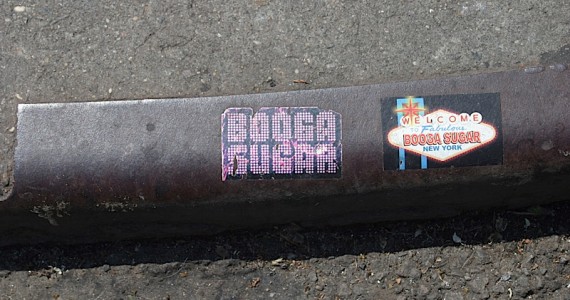 BOOGA
SUGAR
WELCOME
TO Fabulous
BOOGA SUGAR
NEW YORK